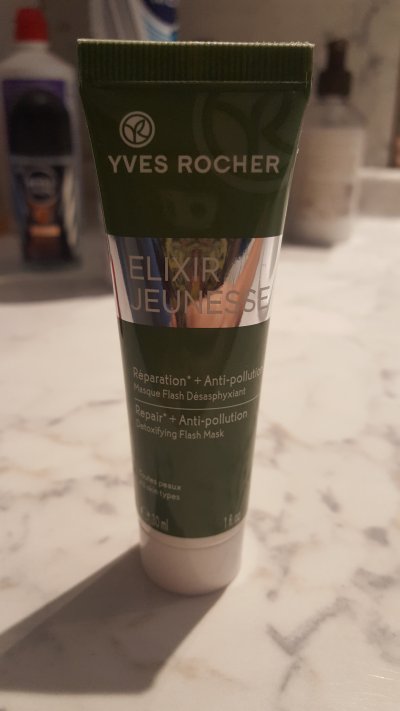 YVES ROCHER
ELIXIR
JEUNESSE
Réparation* + Anti-pollution
Masque Flash Désasphyxiant
Repair* + Anti-pollution
Detoxifying Flash Mask
Toutes peaux
All skin types
30 ml
1 fl.